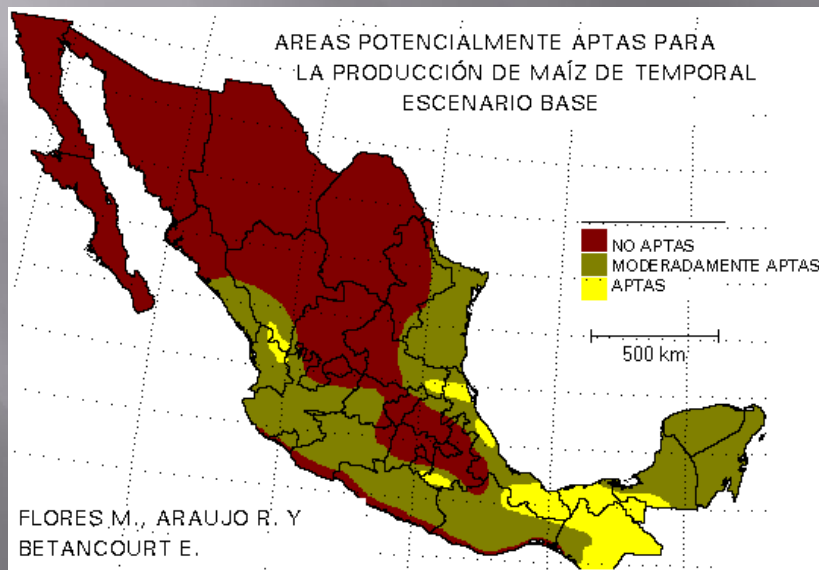 AREAS POTENCIALMENTE APTAS PARA
LA PRODUCCIÓN DE MAÍZ DE TEMPORAL
ESCENARIO BASE
NO APTAS
MODERADAMENTE APTAS
APTAS
500 km
FLORES M., ARAUJO R. Y
BETANCOURT E.